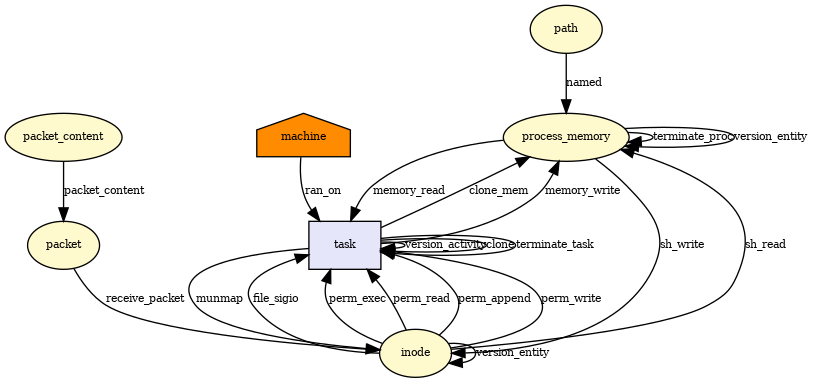 path
named
packet_content
machine
process_memory
terminate_proc
version_entity
packet_content
ran_on
memory_read
clone_mem
memory_write
packet
task
version_activity
clone
terminate_task
sh_write
sh_read
receive_packet
munmap
file_sigio
perm_exec
perm_read
perm_append
perm_write
inode
version_entity